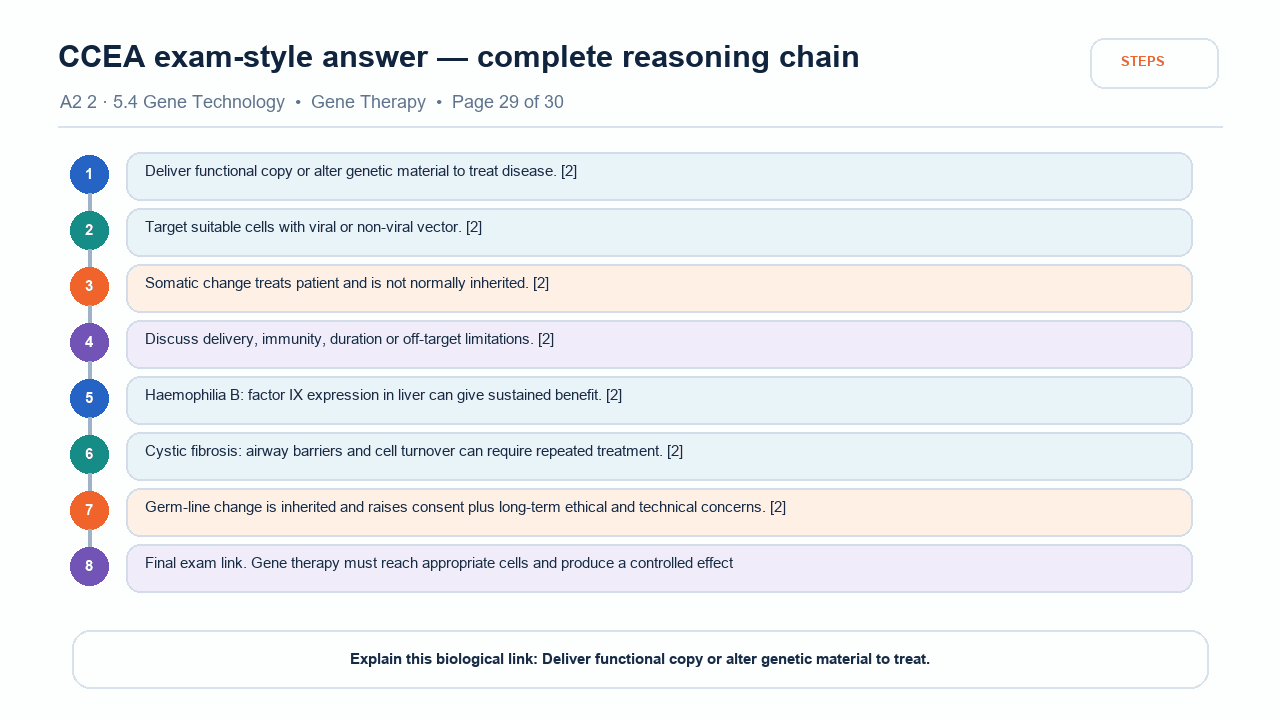 CCEA exam-style answer — complete reasoning chain
STEPS
A2 2 · 5.4 Gene Technology • Gene Therapy • Page 29 of 30
1
Deliver functional copy or alter genetic material to treat disease. [2]
2
Target suitable cells with viral or non-viral vector. [2]
3
Somatic change treats patient and is not normally inherited. [2]
4
Discuss delivery, immunity, duration or off-target limitations. [2]
5
Haemophilia B: factor IX expression in liver can give sustained benefit. [2]
6
Cystic fibrosis: airway barriers and cell turnover can require repeated treatment. [2]
7
Germ-line change is inherited and raises consent plus long-term ethical and technical concerns. [2]
8
Final exam link. Gene therapy must reach appropriate cells and produce a controlled effect
Explain this biological link: Deliver functional copy or alter genetic material to treat.